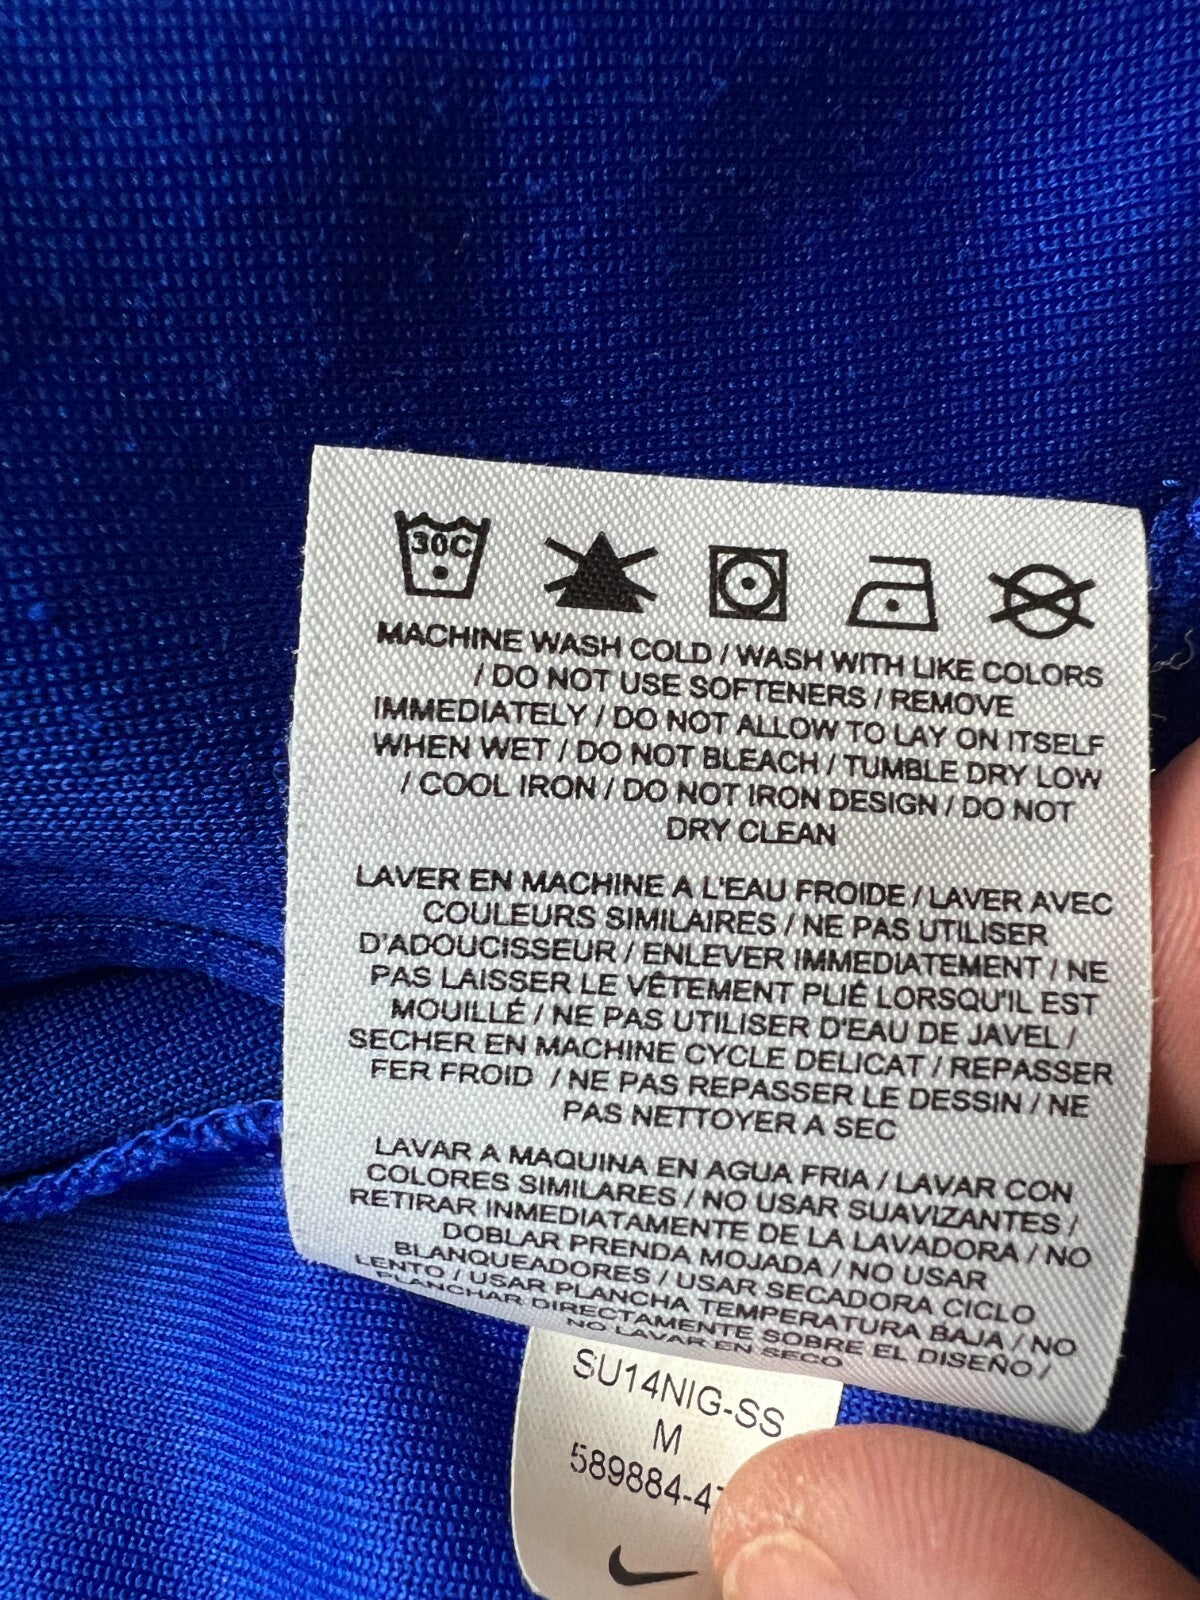 30C
MACHINE WASH COLD / WASH WITH LIKE COLORS
/ DO NOT USE SOFTENERS / REMOVE
IMMEDIATELY / DO NOT ALLOW TO LAY ON ITSELF
WHEN WET / DO NOT BLEACH / TUMBLE DRY LOW
/ COOL IRON / DO NOT IRON DESIGN / DO NOT
DRY CLEAN
LAVER EN MACHINE A L'EAU FROIDE / LAVER AVEC
COULEURS SIMILAIRES / NE PAS UTILISER
D'ADOUCISSEUR / ENLEVER IMMEDIATEMENT / NE
PAS LAISSER LE VÊTEMENT PLIÉ LORSQU'IL EST
MOUILLÉ / NE PAS UTILISER D'EAU DE JAVEL /
SECHER EN MACHINE CYCLE DELICAT / REPASSER
FER FROID / NE PAS REPASSER LE DESSIN / NE
PAS NETTOYER A SEC
LAVAR A MAQUINA EN AGUA FRIA / LAVAR CON
COLORES SIMILARES / NO USAR SUAVIZANTES /
RETIRAR INMEDIATAMENTE DE LA LAVADORA / NO
DOBLAR PRENDA MOJADA / NO USAR
BLANQUEADORES / USAR SECADORA CICLO
LENTO / USAR PLANCHA TEMPERATURA BAJA / NO
PLANCHAR DIRECTAMENTE SOBRE EL DISEÑO /
NO LAVAR EN SECO
SU14NIG-SS
M
589884-4